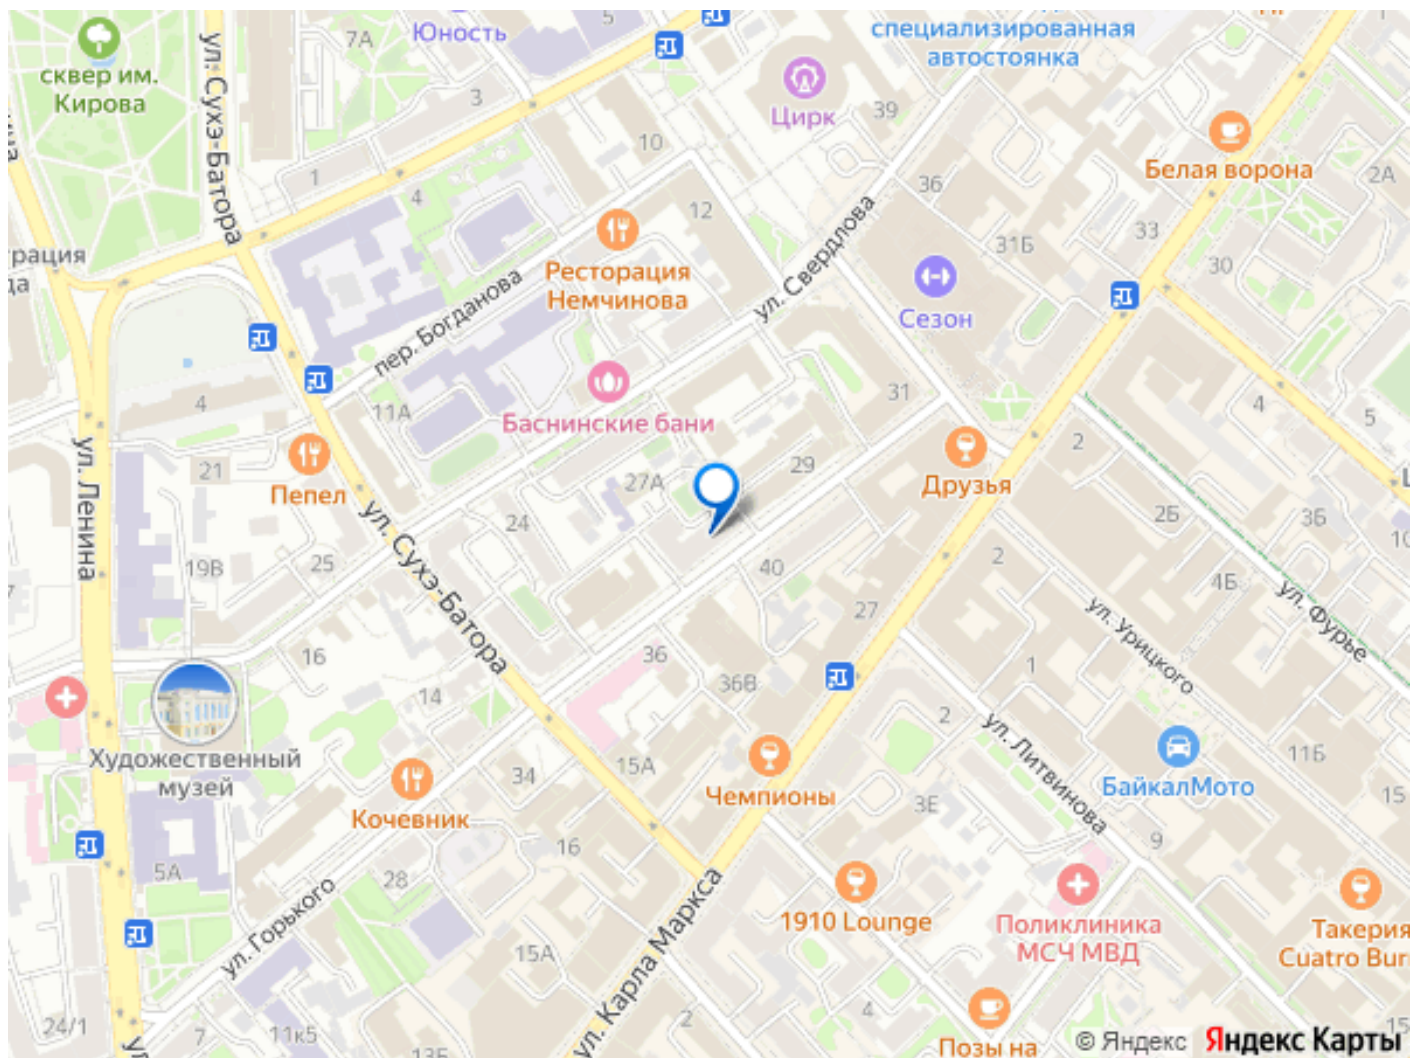 Юность
5
7А
специализированная
автостоянка
сквер им.
Кирова
ул. Сухэ-Батора
3
Цирк
39
10
Белая ворона
2А
1
4
36
12
33
31Б
30
рация
Ресторация
Немчинова
ул. Свердлова
Сезон
пер. Богданова
4
11А
Баснинские бани
31
4
5
2
21
Пепел
29
27А
Друзья
ул. Ленина
24
2Б
3Б
10
ул. Сухэ-Батора
19В
25
40
2
4Б
27
ул. Фурье
ул. Урицкого
16
36
1
14
36В
2
ул. Литвинова
Художественный
музей
15А
34
11Б
БайкалМото
15
Чемпионы
3Е
Кочевник
16
9
5А
28
ул. Карла Маркса
1910 Lounge
Поликлиника
МСЧ МВД
Такерия
Cuatro Bur
ул. Горького
15А
4
24/1
7
11к5
13Б
2
15
Позы на
© Яндекс Яндекс Карты